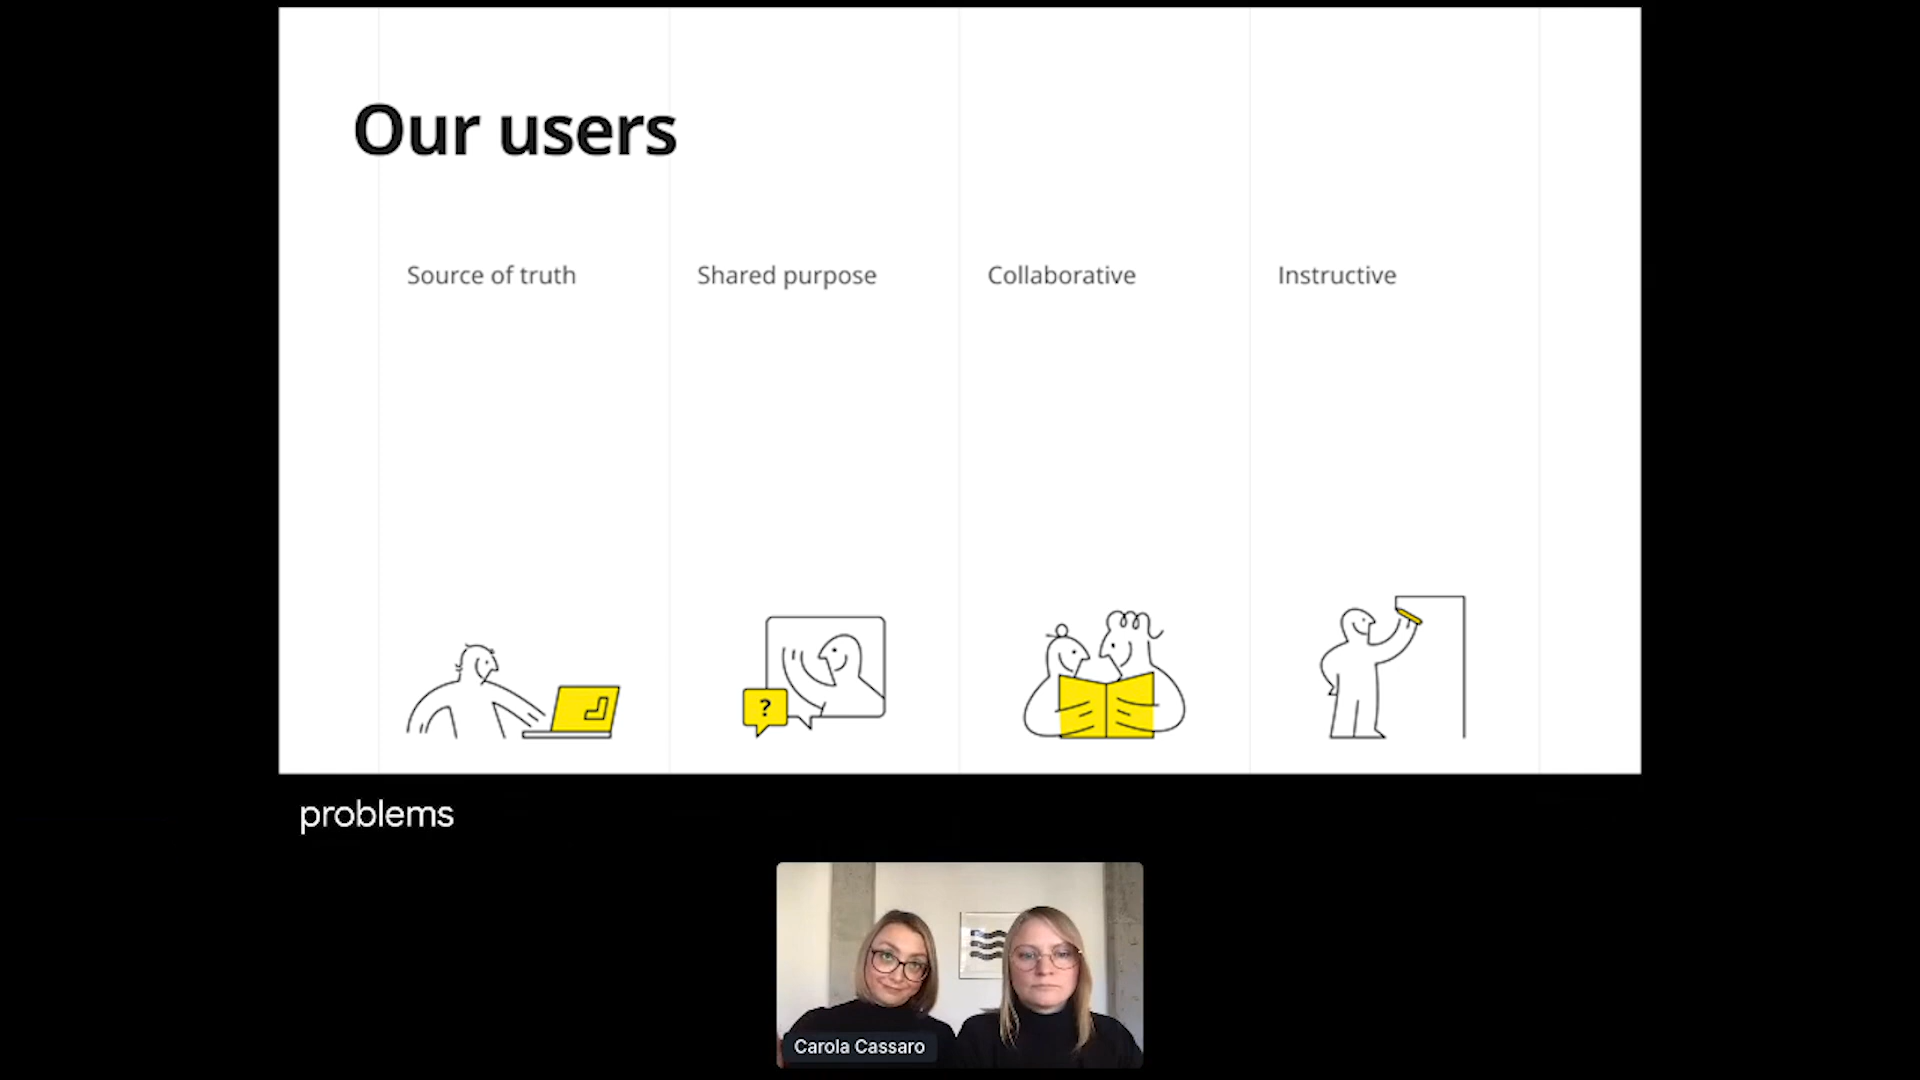 Our users
Source of truth
Shared purpose
Collaborative
Instructive
?
problems
Carola Cassaro